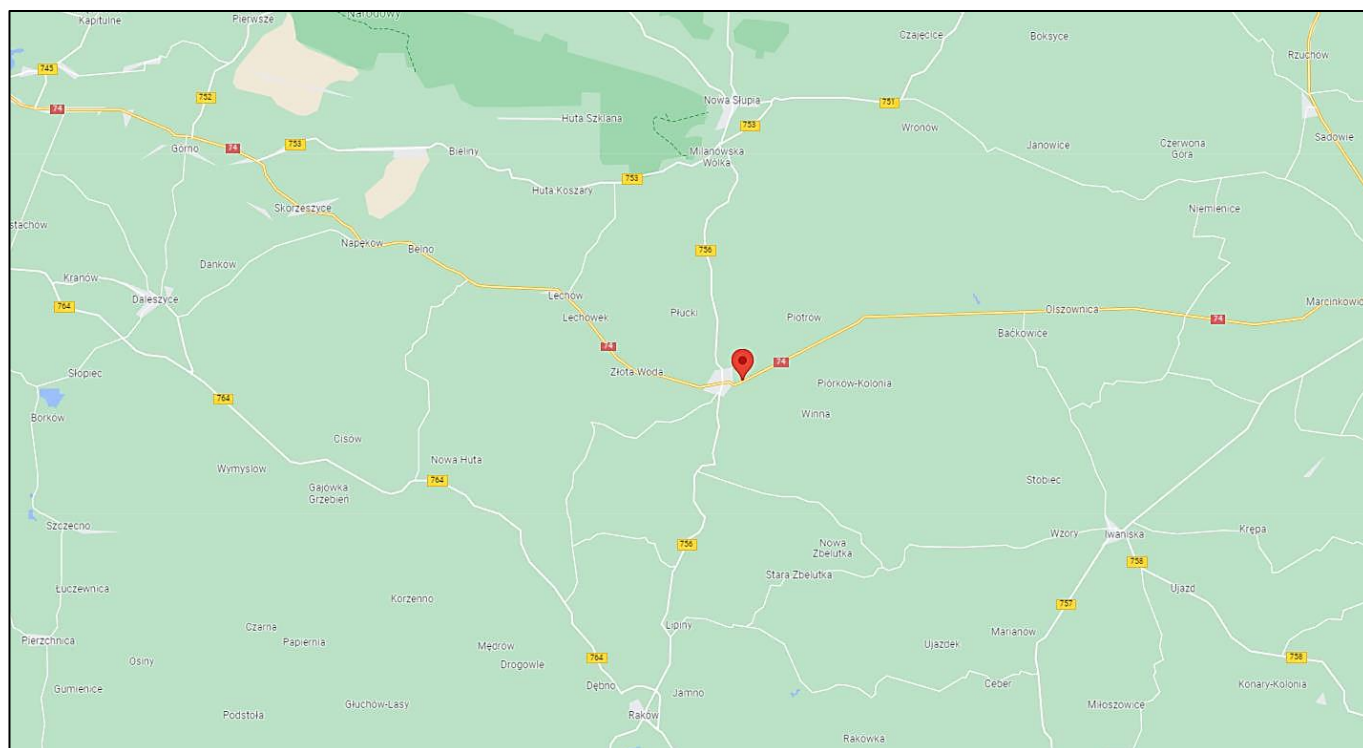 Narodowy
Kapitulne
Pierwsze
Czajęcice
Boksyce
Rzuchów
745
752
74
Nowa Słupia
751
Huta Szklana
753
Wronów
Janowice
Czerwona
Góra
Sadowie
Górno
74
753
Bieliny
Milanowska
Wólka
Huta Koszary
753
Skorzeszyce
Niemienice
stachów
Napęków
Belno
756
Kranów
Danków
Daleszyce
764
Lechów
Lechówek
Płucki
Piotrów
Olszownica
Marcinkowic
74
Baćkowice
74
Słopiec
Złota Woda
74
Piórków-Kolonia
764
Borków
Winna
Cisów
Wymysłow
Nowa Huta
764
Gajówka
Grzebień
Stobiec
Szczecno
Wzory
Iwaniska
Krępa
756
Nowa
Zbelutka
Stara Zbelutka
758
Łuczewnica
Ujazd
Korzenno
757
Czarna
Lipiny
Marianów
Pierzchnica
Papiernia
Mędrów
Ujazdek
Osiny
Drogowle
764
758
Gumienice
Dębno
Jamno
Ceber
Konary-Kolonia
Głuchów-Lasy
Miłoszowice
Podstoła
Raków
Rakówka